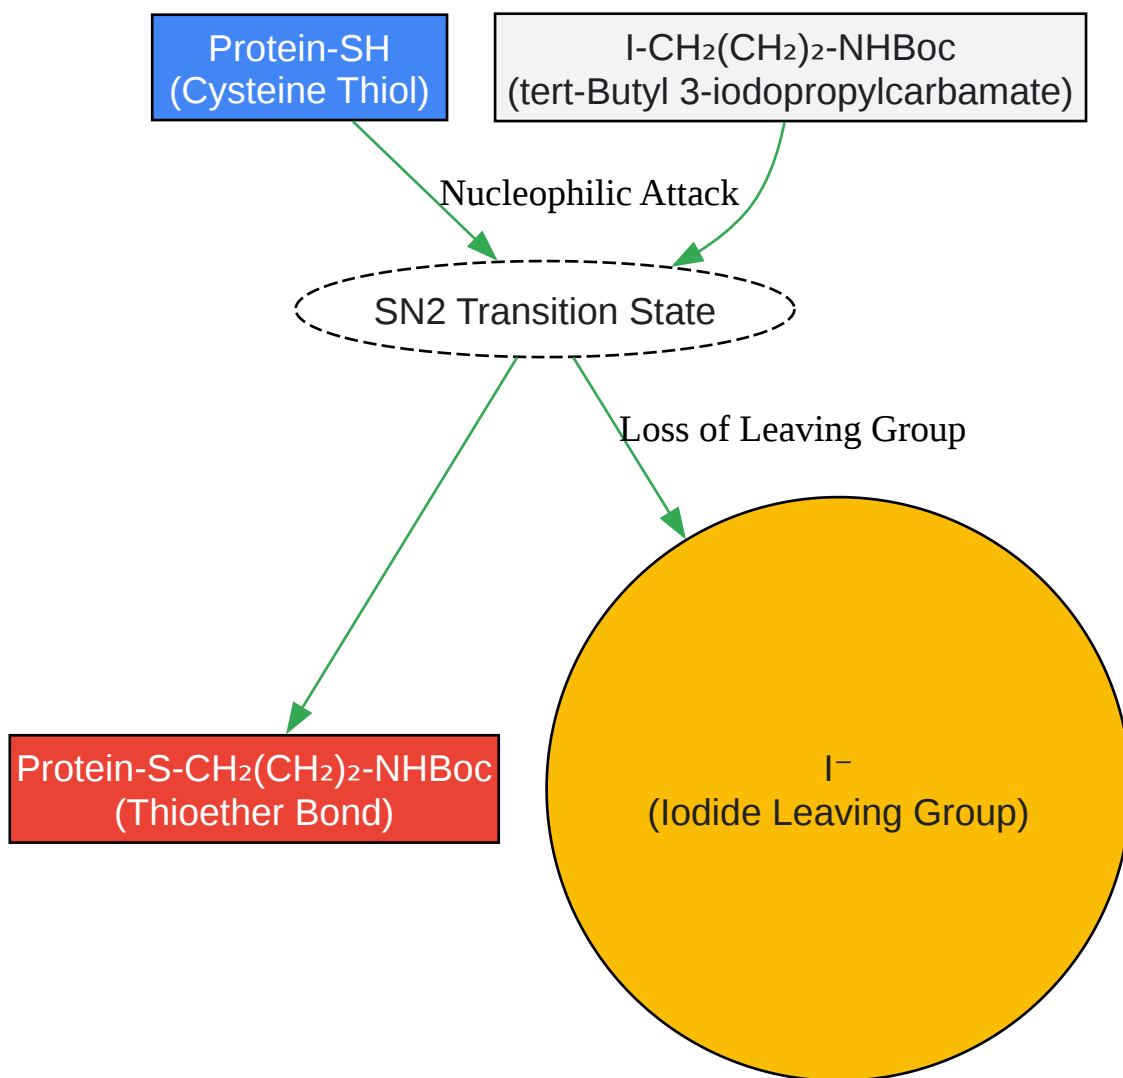 Protein-SH
(Cysteine Thiol)
I-CH₂(CH₂)₂-NHBoc
(tert-Butyl 3-iodopropylcarbamate)
Nucleophilic Attack
SN2 Transition State
Loss of Leaving Group
Protein-S-CH₂(CH₂)₂-NHBoc
(Thioether Bond)
I⁻
(Iodide Leaving Group)